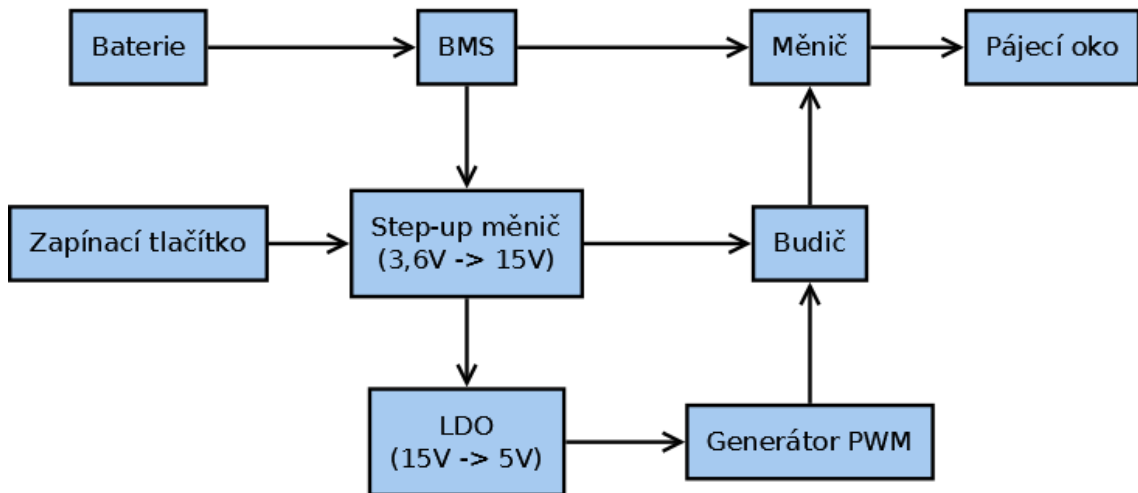 Baterie
BMS
Měnič
Pájecí oko
Zapínací tlačítko
Step-up měnič
(3,6V -> 15V)
Budič
LDO
(15V -> 5V)
Generátor PWM